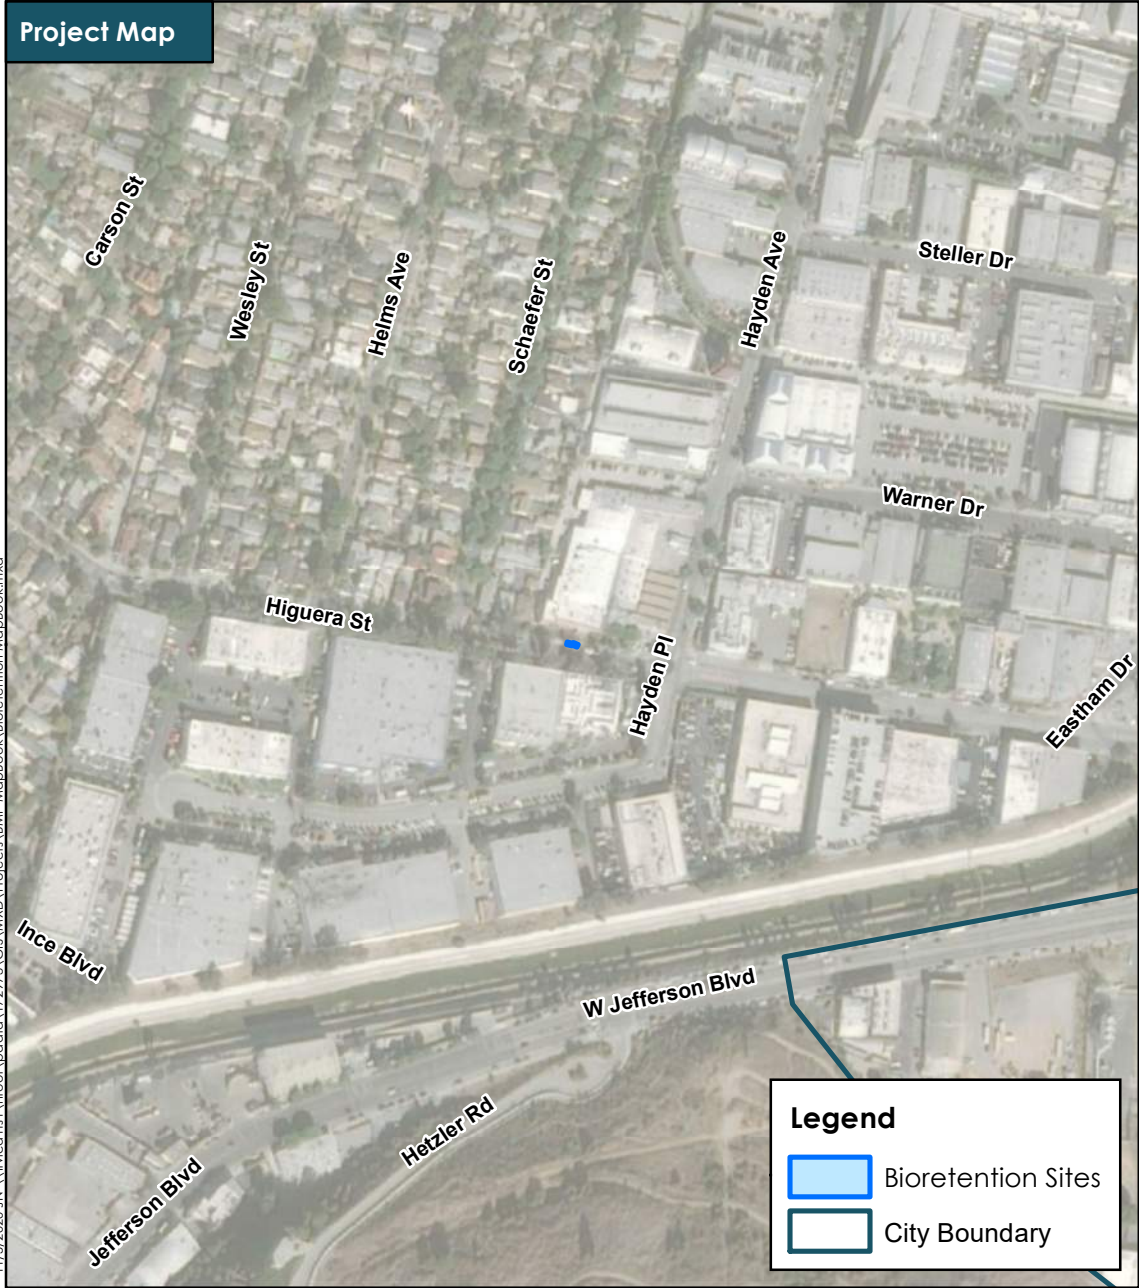 Project Map
Carson St
Wesley St
Helms Ave
Schaefer St
Hayden Ave
Steller Dr
Warner Dr
Higuera St
Hayden Pl
Eastham Dr
Ince Blvd
W Jefferson Blvd
Hetzler Rd
Jefferson Blvd
Legend
Bioretention Sites
City Boundary